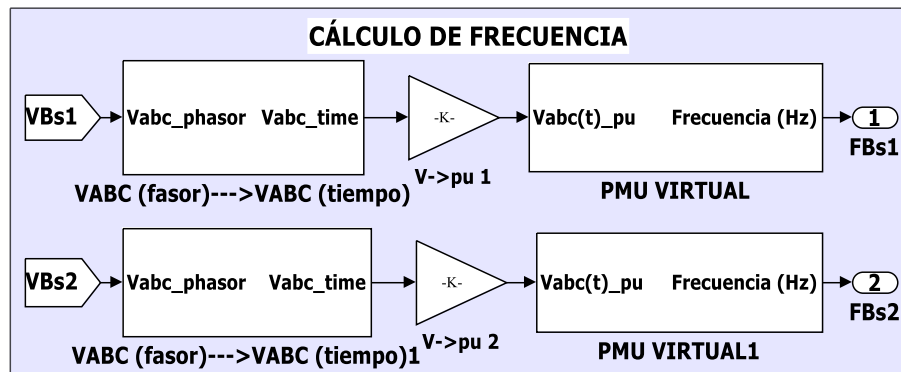 CÁLCULO DE FRECUENCIA
VBs1
Vabc_phasor Vabc_time
-K-
Vabc(t)_pu Frecuencia (Hz)
1
FBs1
V->pu 1
VABC (fasor)--->VABC (tiempo)
PMU VIRTUAL
VBs2
Vabc_phasor Vabc_time
-K-
Vabc(t)_pu Frecuencia (Hz)
2
FBs2
V->pu 2
VABC (fasor)--->VABC (tiempo)1
PMU VIRTUAL1